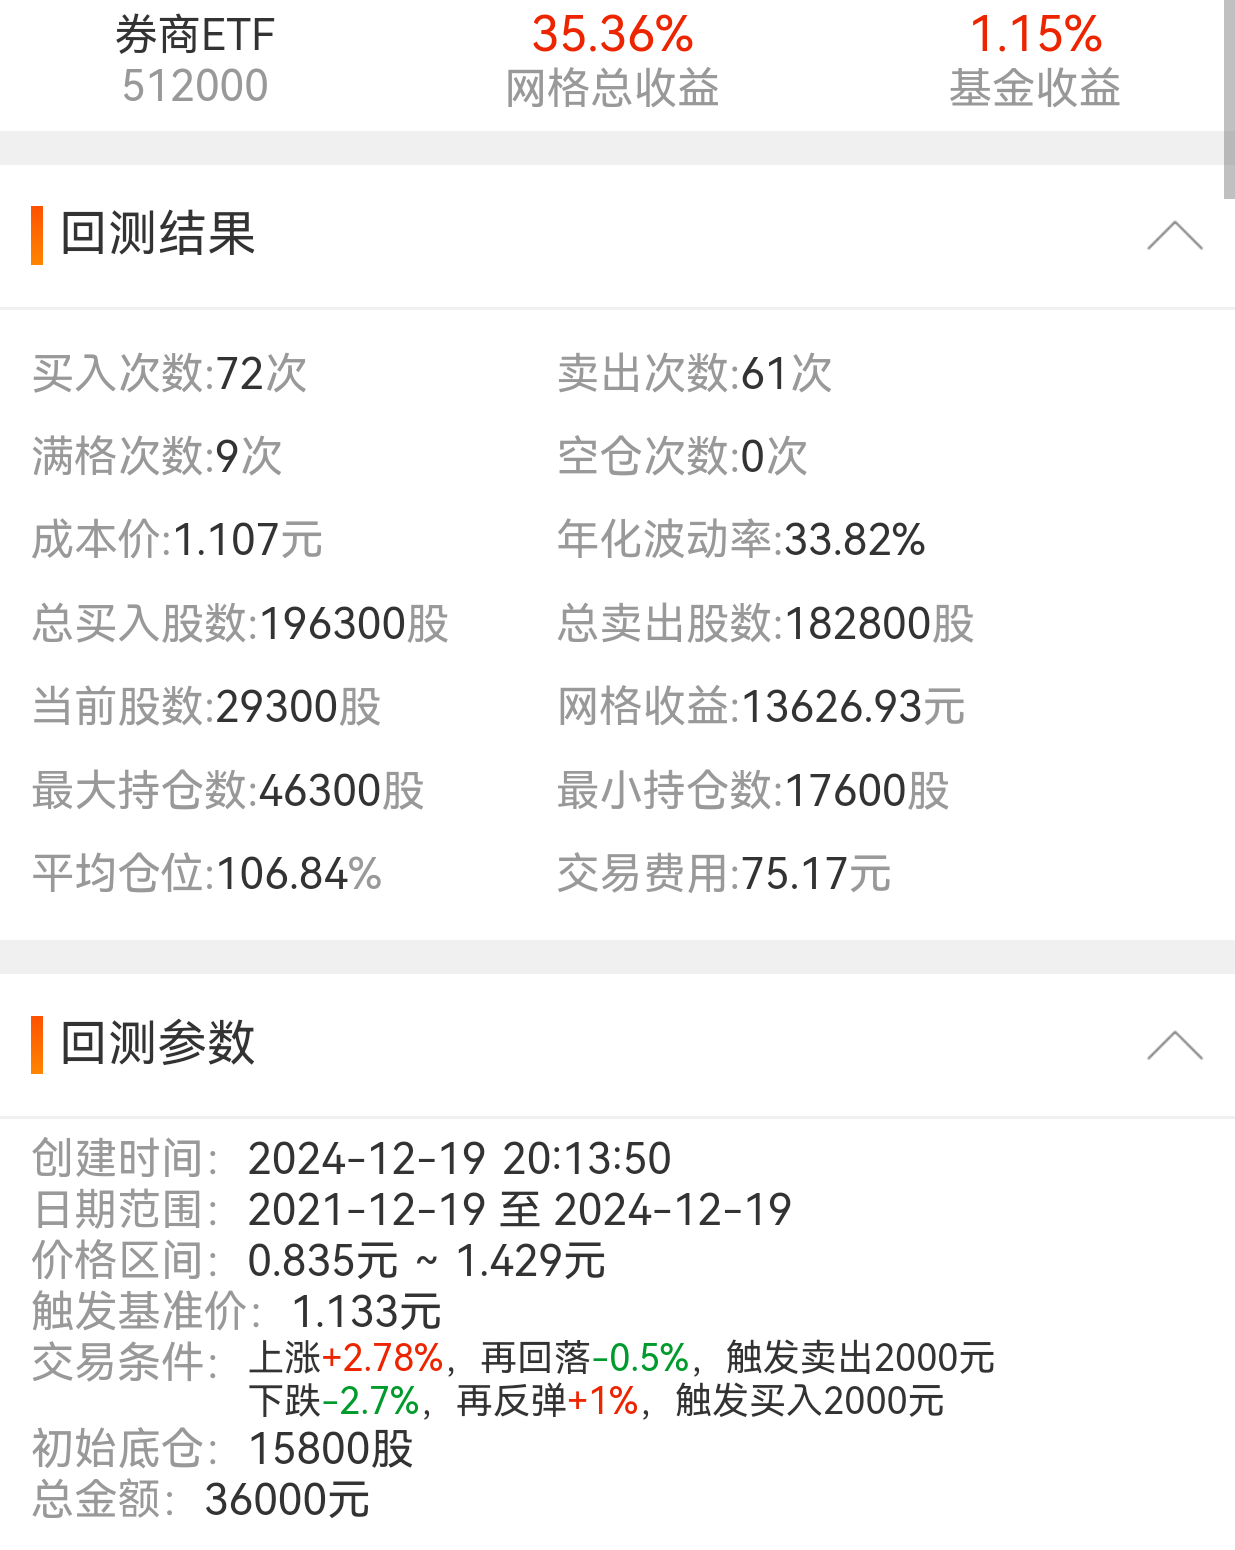 券商ETF 35.36% 1.15%
512000 网格总收益 基金收益
回测结果
买入次数:72次 卖出次数:61次
满格次数:9次 空仓次数:0次
成本价:1.107元 年化波动率:33.82%
总买入股数:196300股 总卖出股数:182800股
当前股数:29300股 网格收益:13626.93元
最大持仓数:46300股 最小持仓数:17600股
平均仓位:106.84% 交易费用:75.17元
回测参数
创建时间: 2024-12-19 20:13:50
日期范围: 2021-12-19 至 2024-12-19
价格区间: 0.835元 ~ 1.429元
触发基准价: 1.133元
交易条件: 上涨+2.78%, 再回落-0.5%, 触发卖出2000元
下跌-2.7%, 再反弹+1%, 触发买入2000元
初始底仓: 15800股
总金额: 36000元